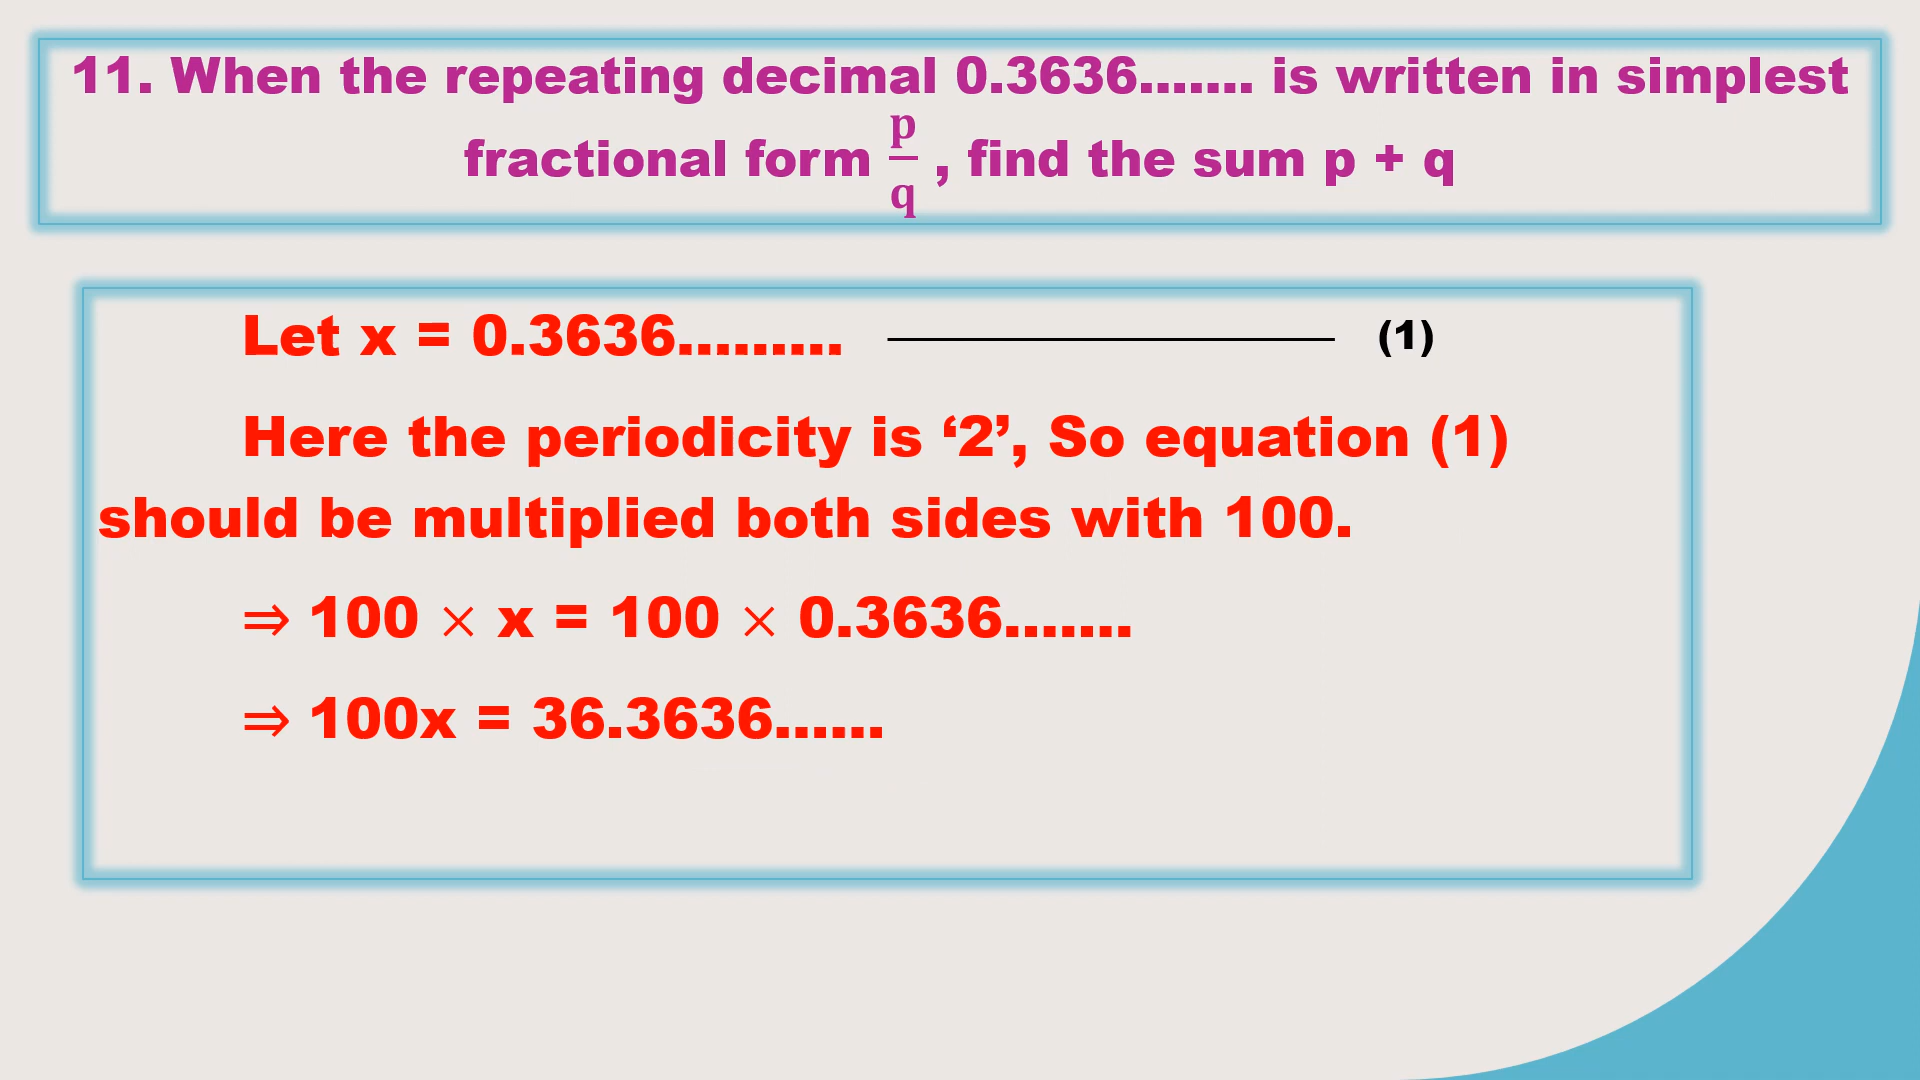 11. When the repeating decimal 0.3636....... is written in simplest
fractional form p/q , find the sum p + q
Let x = 0.3636......... (1)
Here the periodicity is ‘2’, So equation (1)
should be multiplied both sides with 100.
⇒ 100 × x = 100 × 0.3636.......
⇒ 100x = 36.3636......